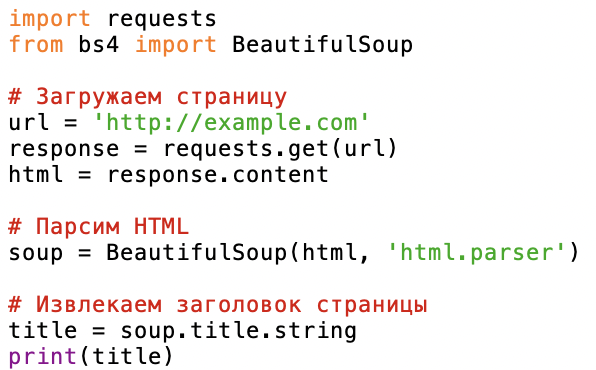 import requests
from bs4 import BeautifulSoup
# Загружаем страницу
url = 'http://example.com'
response = requests.get(url)
html = response.content
# Парсим HTML
soup = BeautifulSoup(html, 'html.parser')
# Извлекаем заголовок страницы
title = soup.title.string
print(title)